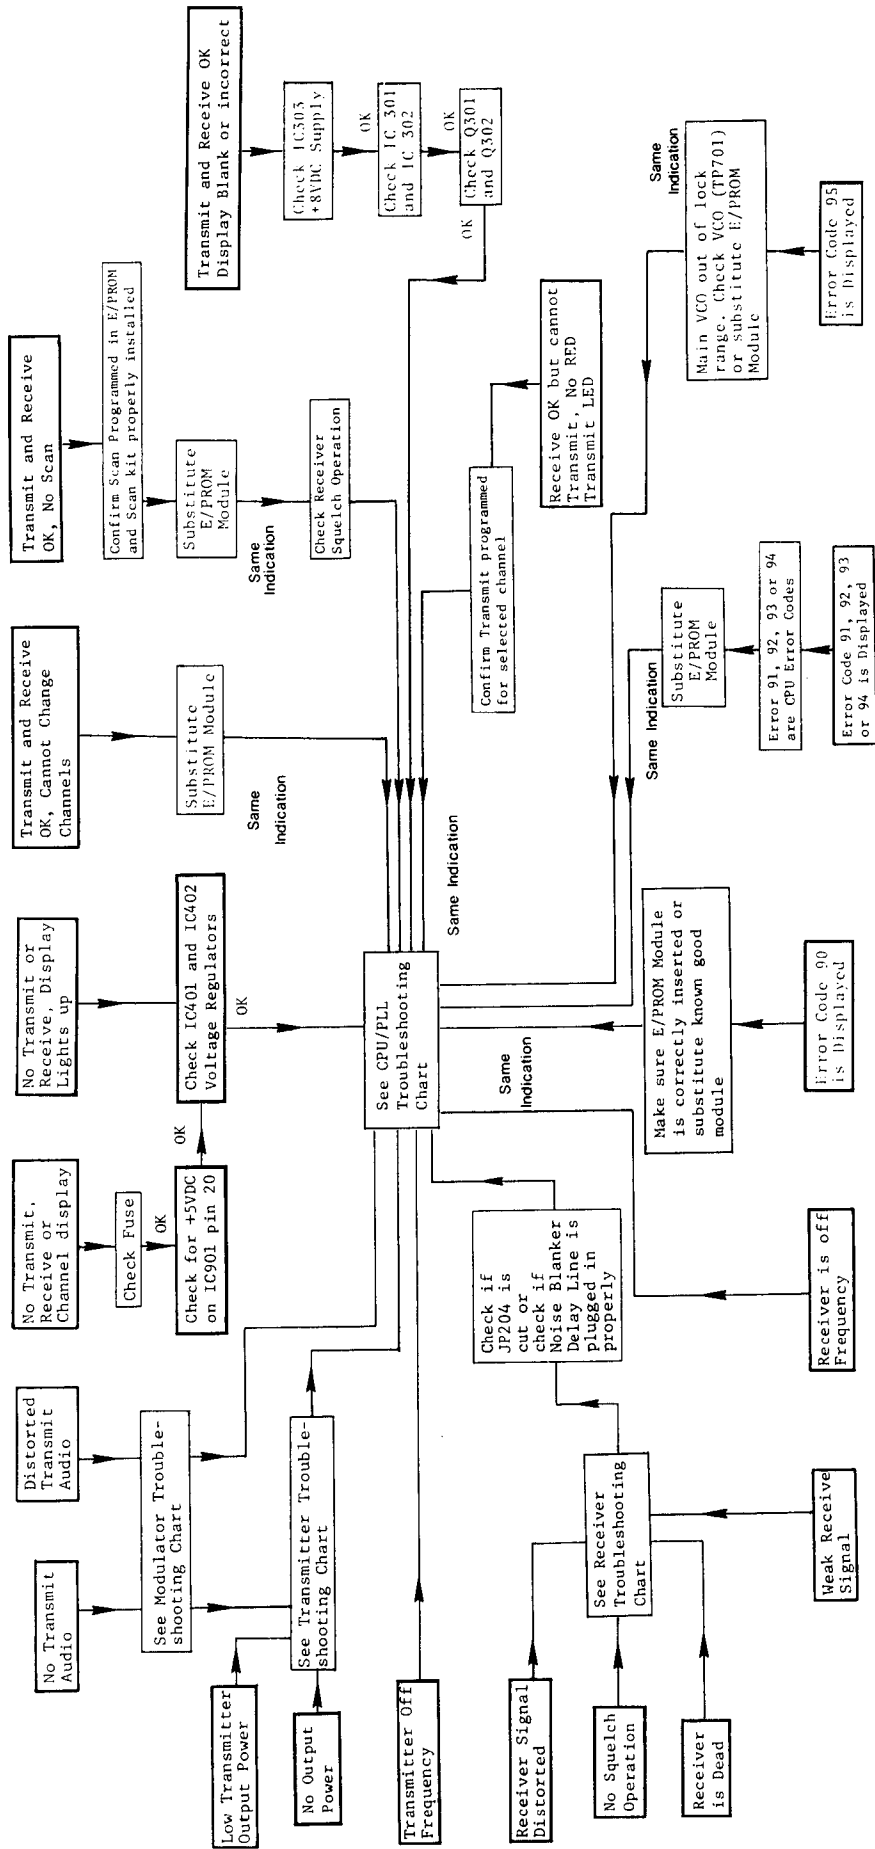 No Transmit
Audio
Distorted
Transmit
Audio
No Transmit,
Receive or
Channel display
No Transmit or
Receive, Display
Lights up
Transmit and Receive
OK, Cannot Change
Channels
Transmit and Receive
OK, No Scan
Transmit and Receive OK
Display Blank or incorrect
See Modulator Trouble-
shooting Chart
Check Fuse
OK
Check for +5VDC
on IC901 pin 20
OK
Check IC401 and IC402
Voltage Regulators
OK
Substitute
E/PROM Module
Same
Indication
Confirm Scan Programmed in E/PROM
and Scan kit properly installed
Substitute
E/PROM
Module
Same
Indication
Check Receiver
Squelch Operation
Check IC303
+8VDC Supply
OK
Check IC 301
and IC 302
OK
Check Q301
and Q302
OK
Low Transmitter
Output Power
No Output
Power
See Transmitter Trouble-
shooting Chart
Transmitter Off
Frequency
See CPU/PLL
Troubleshooting
Chart
Same Indication
Confirm Transmit programmed
for selected channel
Receive OK but cannot
Transmit, No RED
Transmit LED
Receiver Signal
Distorted
No Squelch
Operation
Receiver
is Dead
See Receiver
Troubleshooting
Chart
Check if
JP204 is
cut or
check if
Noise Blanker
Delay Line is
plugged in
properly
Same
Indication
Make sure E/PROM Module
is correctly inserted or
substitute known good
module
Same Indication
Substitute
E/PROM
Module
Error 91, 92, 93 or 94
are CPU Error Codes
Same
Indication
Main VCO out of lock
range. Check VCO (TP701)
or substitute E/PROM
Module
Weak Receive
Signal
Receiver is off
Frequency
Error Code 90
is Displayed
Error Code 91, 92, 93
or 94 is Displayed
Error Code 95
is Displayed